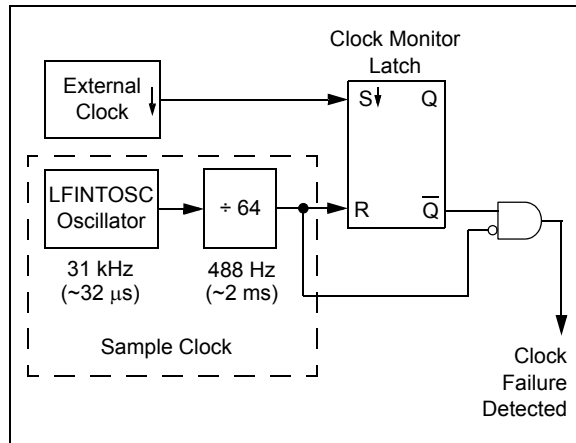 Clock Monitor
Latch
External
Clock
S
Q
LFINTOSC
Oscillator
÷ 64
R
Q̅
31 kHz
(~32 μs)
488 Hz
(~2 ms)
Sample Clock
Clock
Failure
Detected